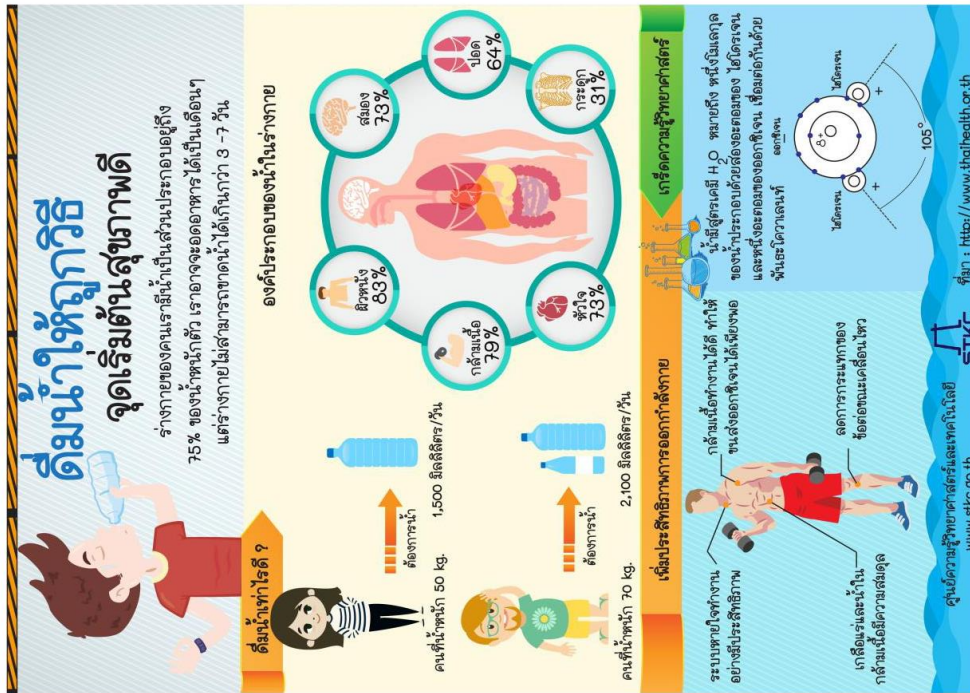 ดื่มน้ำให้ถูกวิธี
จุดเริ่มต้นสุขภาพดี
ร่างกายของคนเรามีน้ำเป็นส่วนประกอบอยู่ถึง
75% ของน้ำหนักตัว เราอาจจะอดอาหารได้เป็นเดือนๆ
แต่ร่างกายไม่สามารถขาดน้ำได้เกินกว่า 3 -7 วัน
ดื่มน้ำเท่าไรดี ?
ต้องการน้ำ
คนที่น้ำหนัก 50 kg.
1,500 มิลลิลิตร/วัน
ต้องการน้ำ
คนที่น้ำหนัก 70 kg.
2,100 มิลลิลิตร/วัน
องค์ประกอบของน้ำในร่างกาย
สมอง
73%
ปอด
64%
กระดูก
31%
ผิวหนัง
83%
กล้ามเนื้อ
79%
หัวใจ
73%
เพิ่มประสิทธิภาพการออกกำลังกาย
ระบบหายใจทำงาน
อย่างมีประสิทธิภาพ
กล้ามเนื้อทำงานได้ดี ทำให้
ขนส่งออกซิเจนได้เพียงพอ
เกลือแร่และน้ำใน
กล้ามเนื้อมีความสมดุล
ลดการกระแทกของ
ข้อต่อขณะเคลื่อนไหว
เกร็ดความรู้วิทยาศาสตร์
น้ำมีสูตรเคมี H2O หมายถึง หนึ่งโมเลกุล
ของน้ำประกอบด้วยสองอะตอมของ ไฮโดรเจน
และหนึ่งอะตอมของออกซิเจน เชื่อมต่อกันด้วย
พันธะโควาเลนท์
ออกซิเจน
8+
ไฮโดรเจน
+
ไฮโดรเจน
+
105°
ศูนย์ความรู้วิทยาศาสตร์และเทคโนโลยี
STKC
ที่มา : http://www.thaihealth.or.th